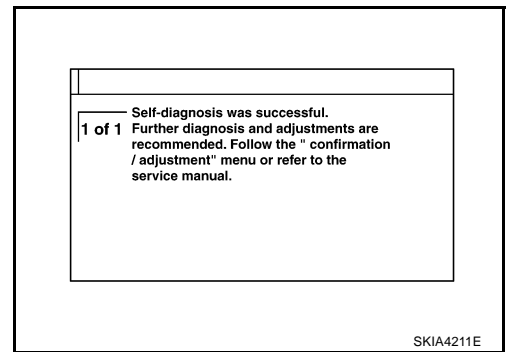 Self-diagnosis was successful.
1 of 1 Further diagnosis and adjustments are
recommended. Follow the " confirmation
/ adjustment" menu or refer to the
service manual.
SKIA4211E